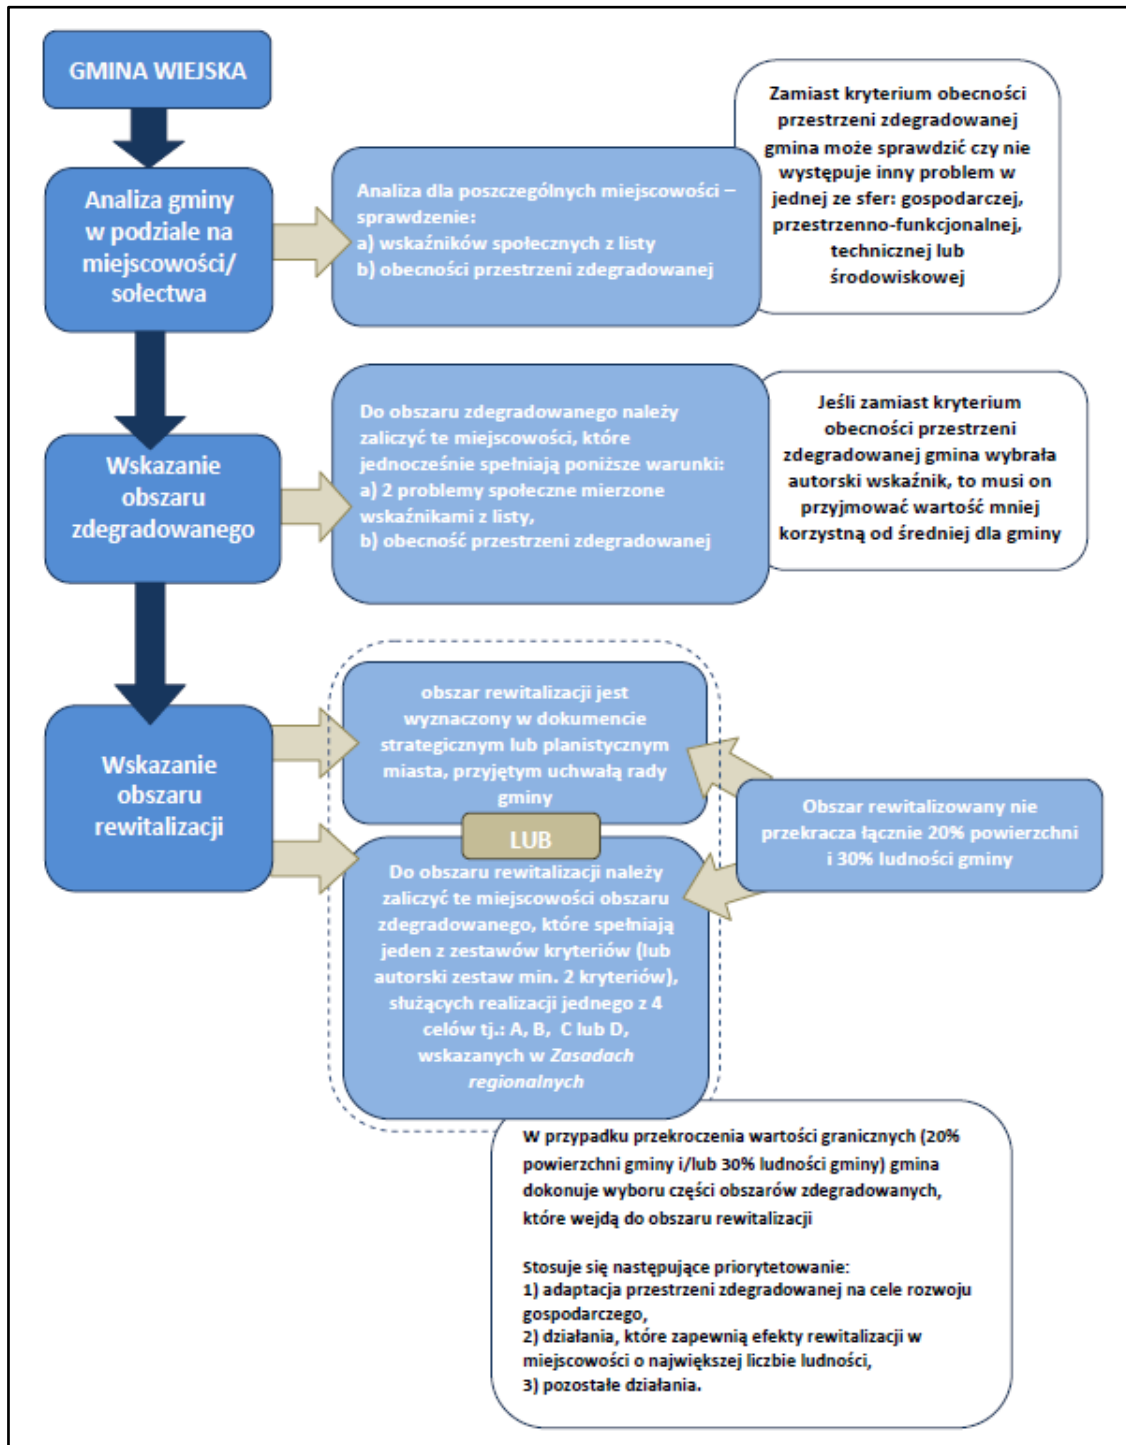 GMINA WIEJSKA
Analiza gminy
w podziale na
miejscowości/
sołectwa
Analiza dla poszczególnych miejscowości –
sprawdzenie:
a) wskaźników społecznych z listy
b) obecności przestrzeni zdegradowanej
Zamiast kryterium obecności
przestrzeni zdegradowanej
gmina może sprawdzić czy nie
występuje inny problem w
jednej ze sfer: gospodarczej,
przestrzenno-funkcjonalnej,
technicznej lub
środowiskowej
Wskazanie
obszaru
zdegradowanego
Do obszaru zdegradowanego należy
zaliczyć te miejscowości, które
jednocześnie spełniają poniższe warunki:
a) 2 problemy społeczne mierzone
wskaźnikami z listy,
b) obecność przestrzeni zdegradowanej
Jeśli zamiast kryterium
obecności przestrzeni
zdegradowanej gmina wybrała
autorski wskaźnik, to musi on
przyjmować wartość mniej
korzystną od średniej dla gminy
Wskazanie
obszaru
rewitalizacji
obszar rewitalizacji jest
wyznaczony w dokumencie
strategicznym lub planistycznym
miasta, przyjętym uchwałą rady
gminy
LUB
Do obszaru rewitalizacji należy
zaliczyć te miejscowości obszaru
zdegradowanego, które spełniają
jeden z zestawów kryteriów (lub
autorski zestaw min. 2 kryteriów),
służących realizacji jednego z 4
celów tj.: A, B, C lub D,
wskazanych w Zasadach
regionalnych
Obszar rewitalizowany nie
przekracza łącznie 20% powierzchni
i 30% ludności gminy
W przypadku przekroczenia wartości granicznych (20%
powierzchni gminy i/lub 30% ludności gminy) gmina
dokonuje wyboru części obszarów zdegradowanych,
które wejdą do obszaru rewitalizacji
Stosuje się następujące priorytetowanie:
1) adaptacja przestrzeni zdegradowanej na cele rozwoju
gospodarczego,
2) działania, które zapewnią efekty rewitalizacji w
miejscowości o największej liczbie ludności,
3) pozostałe działania.